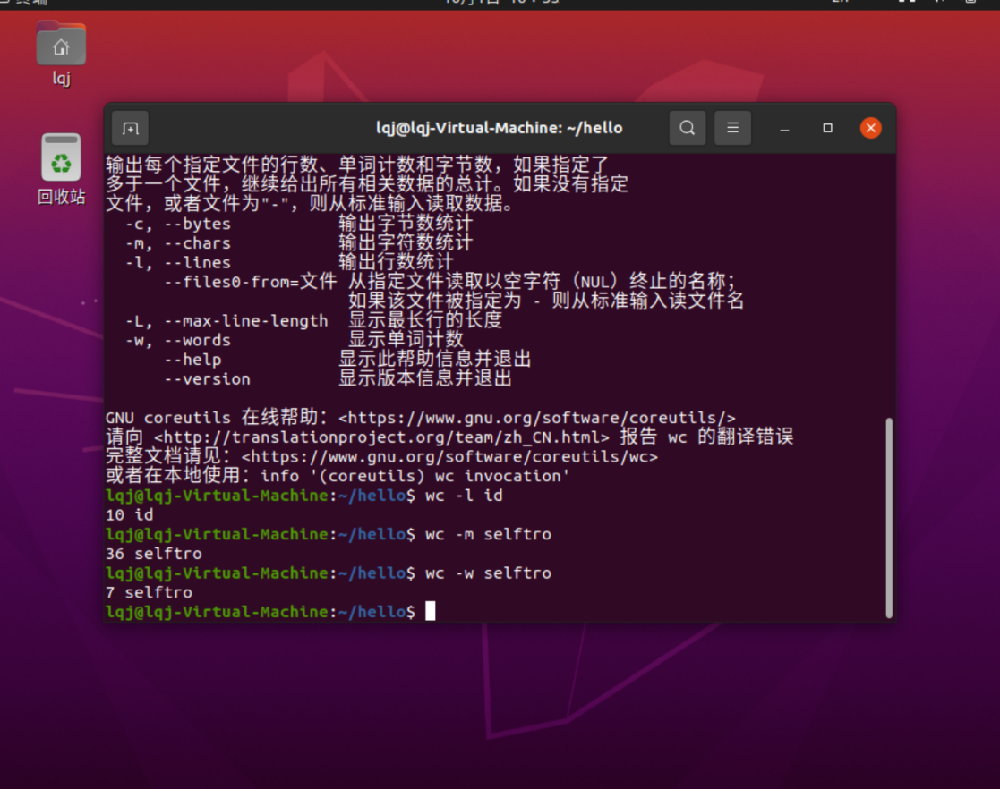 终端
lqj
回收站
lqj@lqj-Virtual-Machine: ~/hello
输出每个指定文件的行数、单词计数和字节数，如果指定了
多于一个文件，继续给出所有相关数据的总计。如果没有指定
文件，或者文件为"-"，则从标准输入读取数据。
-c, --bytes 输出字节数统计
-m, --chars 输出字符数统计
-l, --lines 输出行数统计
--files0-from=文件 从指定文件读取以空字符（NUL）终止的名称；
如果该文件被指定为 - 则从标准输入读文件名
-L, --max-line-length 显示最长行的长度
-w, --words 显示单词计数
--help 显示此帮助信息并退出
--version 显示版本信息并退出
GNU coreutils 在线帮助：<https://www.gnu.org/software/coreutils/>
请向 <http://translationproject.org/team/zh_CN.html> 报告 wc 的翻译错误
完整文档请见：<https://www.gnu.org/software/coreutils/wc>
或者在本地使用：info '(coreutils) wc invocation'
lqj@lqj-Virtual-Machine:~/hello$ wc -l id
10 id
lqj@lqj-Virtual-Machine:~/hello$ wc -m selftro
36 selftro
lqj@lqj-Virtual-Machine:~/hello$ wc -w selftro
7 selftro
lqj@lqj-Virtual-Machine:~/hello$